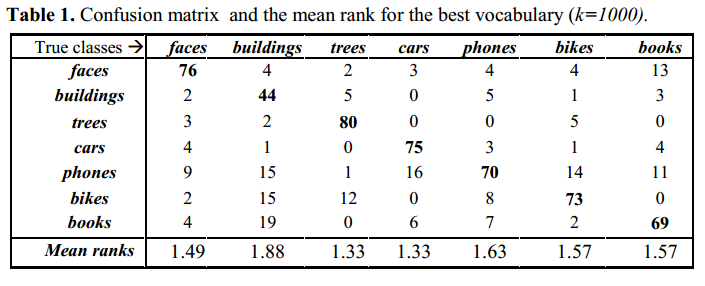 Table 1. Confusion matrix and the mean rank for the best vocabulary (k=1000).
True classes → faces buildings trees cars phones bikes books
faces 76 4 2 3 4 4 13
buildings 2 44 5 0 5 1 3
trees 3 2 80 0 0 5 0
cars 4 1 0 75 3 1 4
phones 9 15 1 16 70 14 11
bikes 2 15 12 0 8 73 0
books 4 19 0 6 7 2 69
Mean ranks 1.49 1.88 1.33 1.33 1.63 1.57 1.57